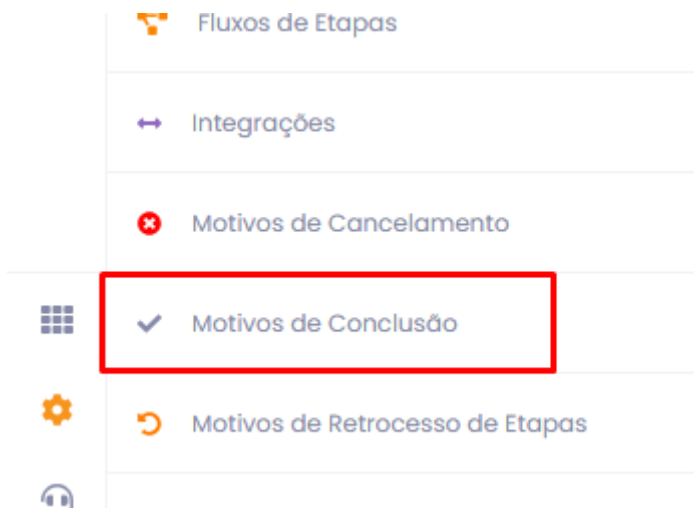 Fluxos de Etapas
Integrações
Motivos de Cancelamento
Motivos de Conclusão
Motivos de Retrocesso de Etapas